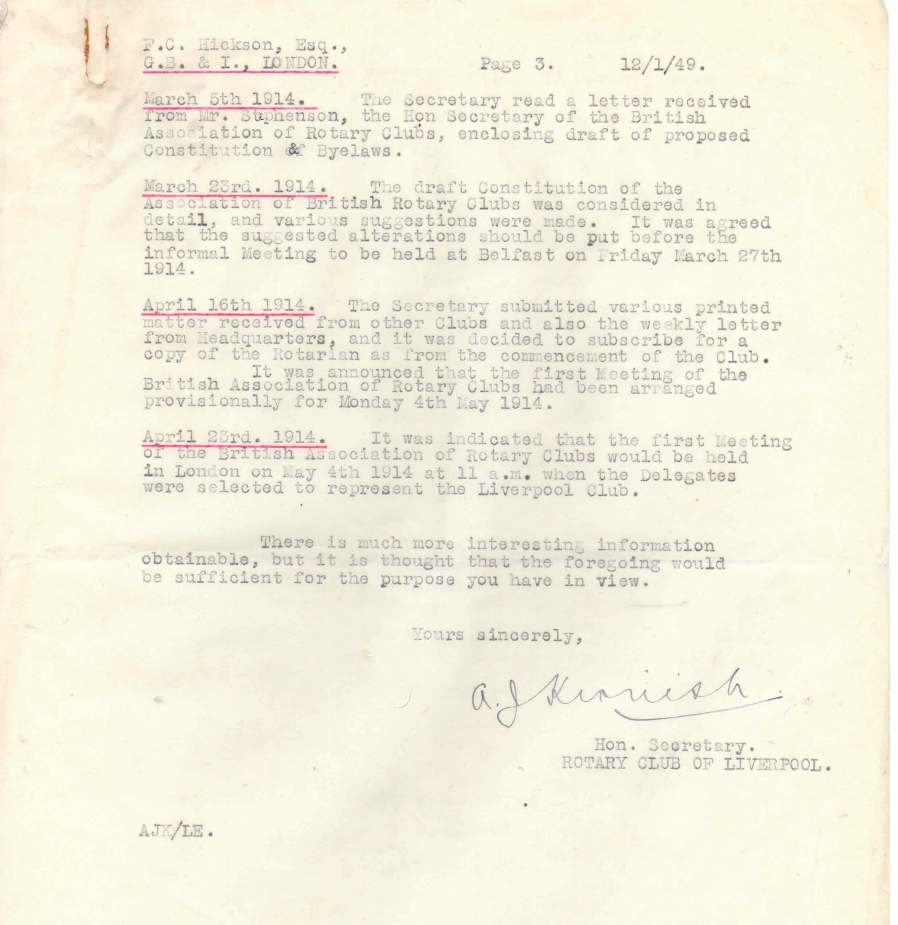 F.C. Hickson, Esq.,
G.B. & I., LONDON. Page 3. 12/1/49.
March 5th 1914. The Secretary read a letter received
from Mr. Stuphenson, the Hon Secretary of the British
Association of Rotary Clubs, enclosing draft of proposed
Constitution & Byelaws.
March 23rd. 1914. The draft Constitution of the
Association of British Rotary Clubs was considered in
detail, and various suggestions were made. It was agreed
that the suggested alterations should be put before the
informal Meeting to be held at Belfast on Friday March 27th
1914.
April 16th 1914. The Secretary submitted various printed
matter received from other Clubs and also the weekly letter
from Headquarters, and it was decided to subscribe for a
copy of the Rotarian as from the commencement of the Club.
It was announced that the first Meeting of the
British Association of Rotary Clubs had been arranged
provisionally for Monday 4th May 1914.
April 23rd. 1914. It was indicated that the first Meeting
of the British Association of Rotary Clubs would be held
in London on May 4th 1914 at 11 a.m. when the Delegates
were selected to represent the Liverpool Club.
There is much more interesting information
obtainable, but it is thought that the foregoing would
be sufficient for the purpose you have in view.
Yours sincerely,
A. J.
Hon. Secretary.
ROTARY CLUB OF LIVERPOOL.
AJK/LE.